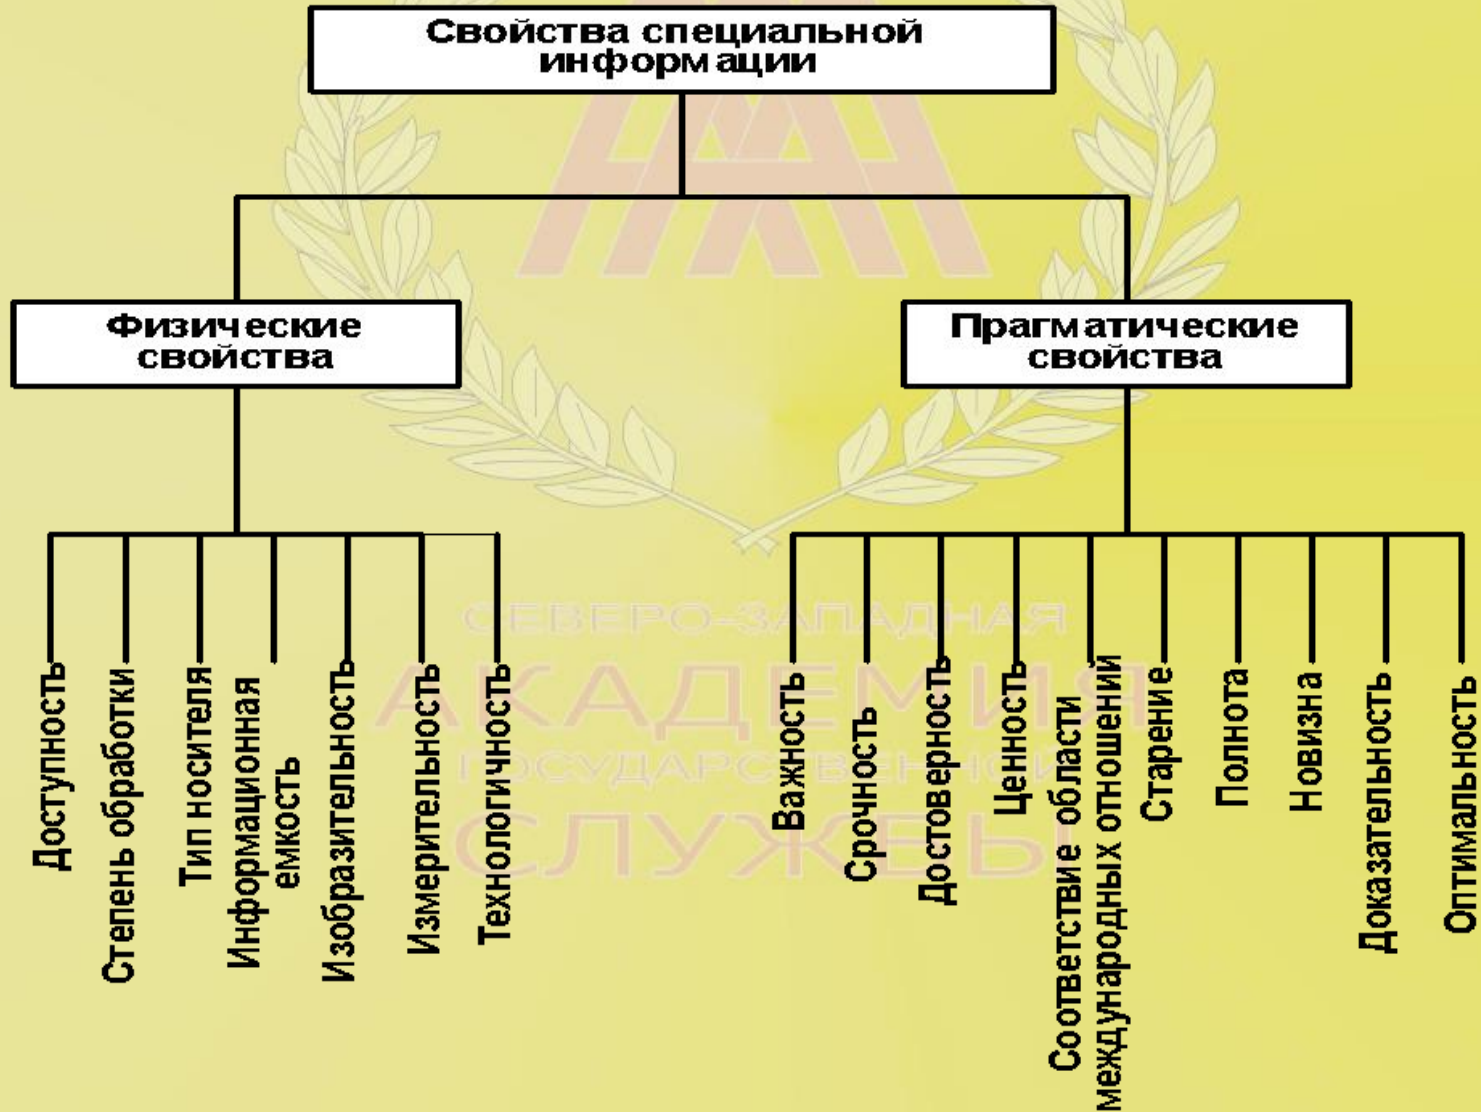 Свойства специальной
информации
Физические
свойства
Прагматические
свойства
Доступность
Степень обработки
Тип носителя
Информационная
емкость
Изобразительность
Измерительность
Технологичность
Важность
Срочность
Достоверность
Ценность
Соответствие области
международных отношений
Старение
Полнота
Новизна
Доказательность
Оптимальность
СЕВЕРО-ЗАПАДНАЯ
АКАДЕМИЯ
ГОСУДАРСТВЕННОЙ
СЛУЖБЫ